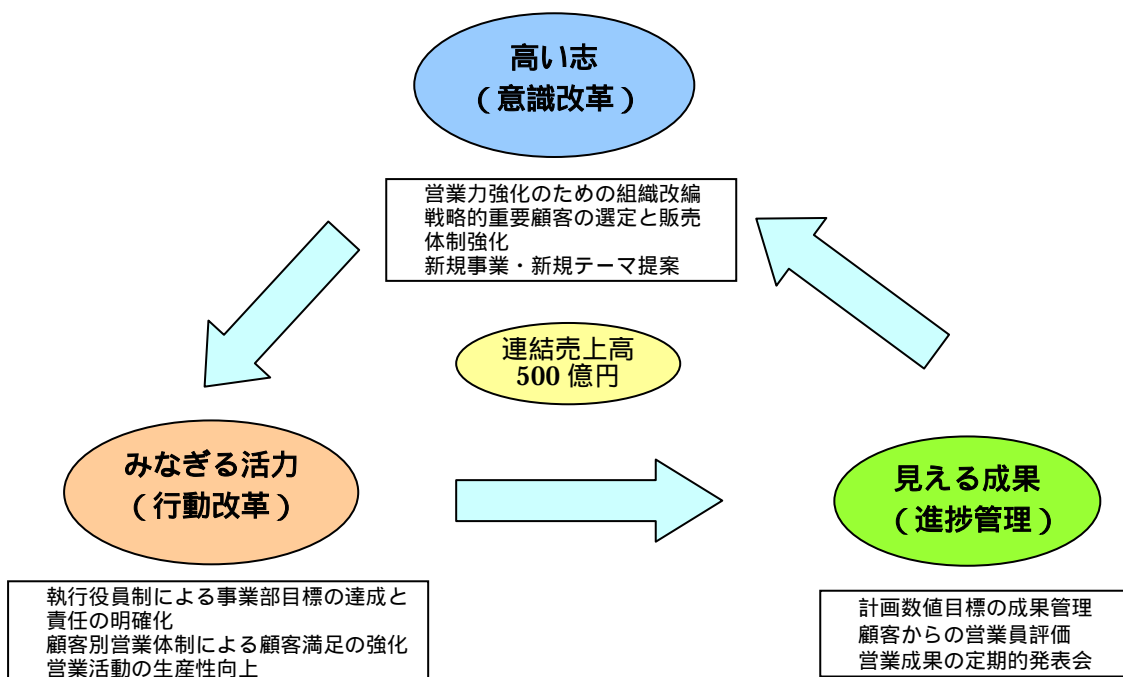 高い志
（意識改革）
営業力強化のための組織改編
戦略的重要顧客の選定と販売
体制強化
新規事業・新規テーマ提案
連結売上高
500 億円
みなぎる活力
（行動改革）
見える成果
（進捗管理）
執行役員制による事業部目標の達成と
責任の明確化
顧客別営業体制による顧客満足の強化
営業活動の生産性向上
計画数値目標の成果管理
顧客からの営業員評価
営業成果の定期的発表会